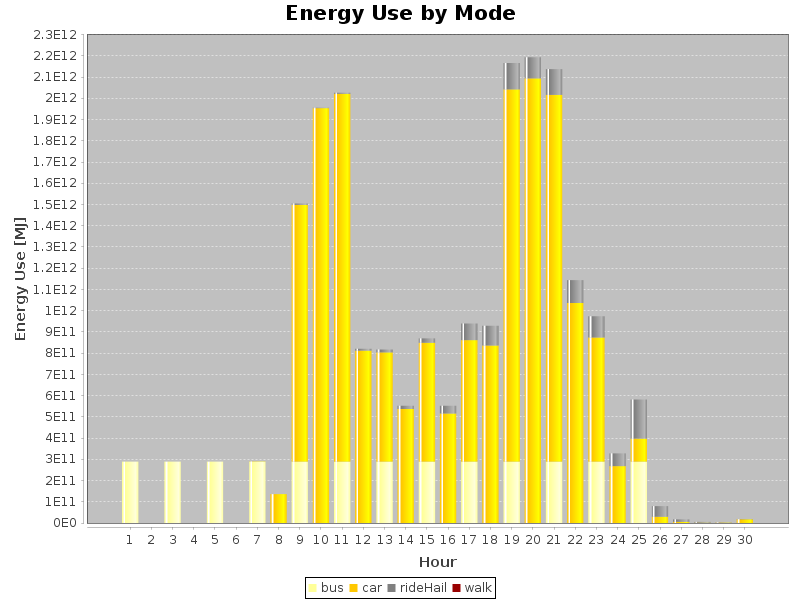 Energy Use by Mode
Energy Use [MJ]
2.3E12
2.2E12
2.1E12
2E12
1.9E12
1.8E12
1.7E12
1.6E12
1.5E12
1.4E12
1.3E12
1.2E12
1.1E12
1E12
9E11
8E11
7E11
6E11
5E11
4E11
3E11
2E11
1E11
0E0
1 2 3 4 5 6 7 8 9 10 11 12 13 14 15 16 17 18 19 20 21 22 23 24 25 26 27 28 29 30
Hour
bus car rideHail walk